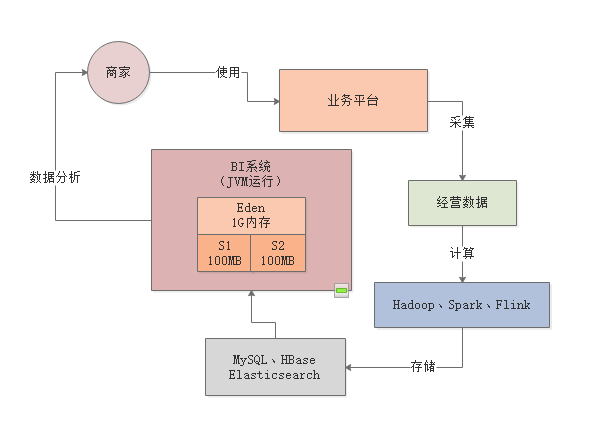 商家
使用
业务平台
采集
数据分析
BI系统
（JVM运行）
Eden
1G内存
S1
100MB
S2
100MB
经营数据
计算
Hadoop、Spark、Flink
存储
MySQL、HBase
Elasticsearch